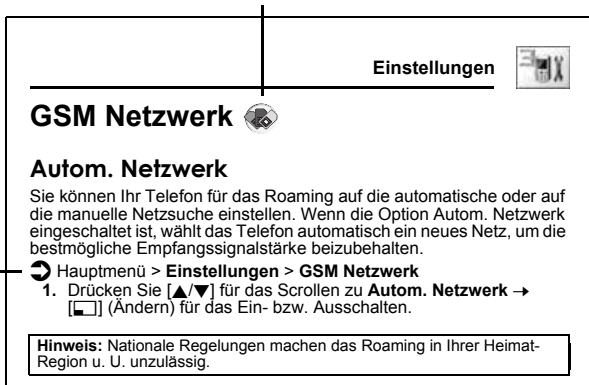 Einstellungen
GSM Netzwerk
Autom. Netzwerk
Sie können Ihr Telefon für das Roaming auf die automatische oder auf
die manuelle Netzsuche einstellen. Wenn die Option Autom. Netzwerk
eingeschaltet ist, wählt das Telefon automatisch ein neues Netz, um die
bestmögliche Empfangssignalstärke beizubehalten.
Hauptmenü > Einstellungen > GSM Netzwerk
1. Drücken Sie [▲/▼] für das Scrollen zu Autom. Netzwerk →
[] (Ändern) für das Ein- bzw. Ausschalten.
Hinweis: Nationale Regelungen machen das Roaming in Ihrer Heimat-
Region u. U. unzulässig.